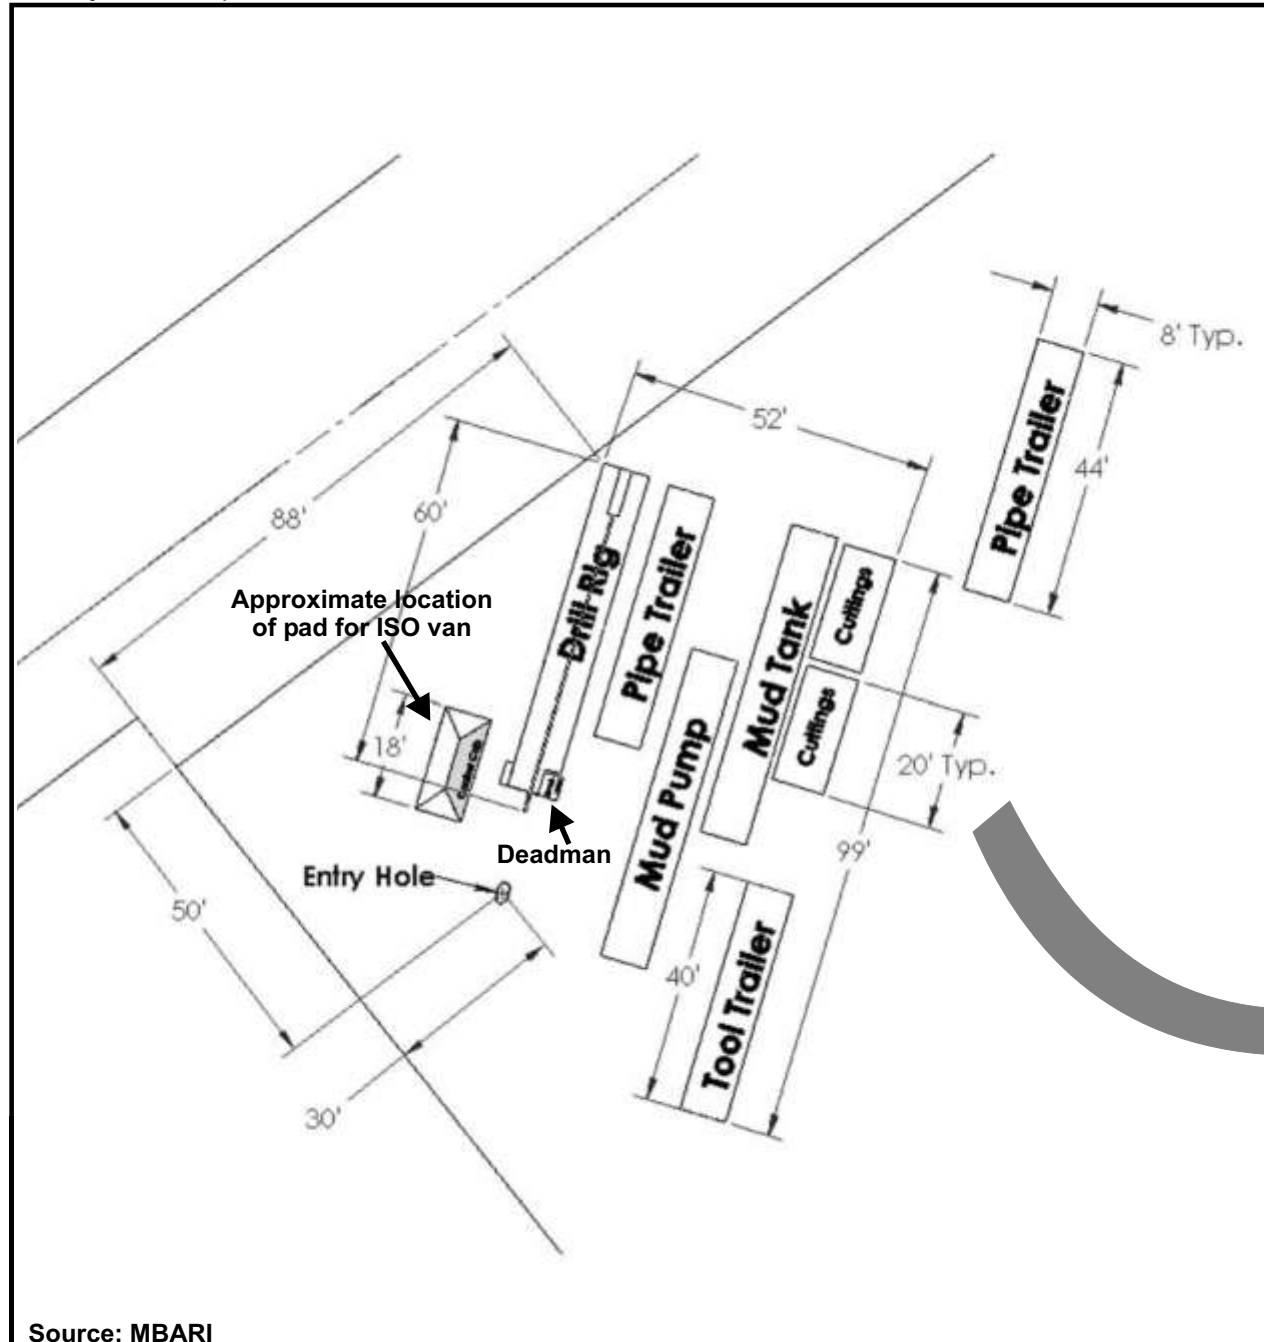 8' Typ.
52'
Pipe Trailer
44'
60'
88'
Drill Rig
Pipe Trailer
Approximate location
of pad for ISO van
Mud Tank
Cuttings
Cuttings
18'
20' Typ.
Mud Pump
99'
Deadman
Entry Hole
50'
40'
Tool Trailer
30'
Source: MBARI